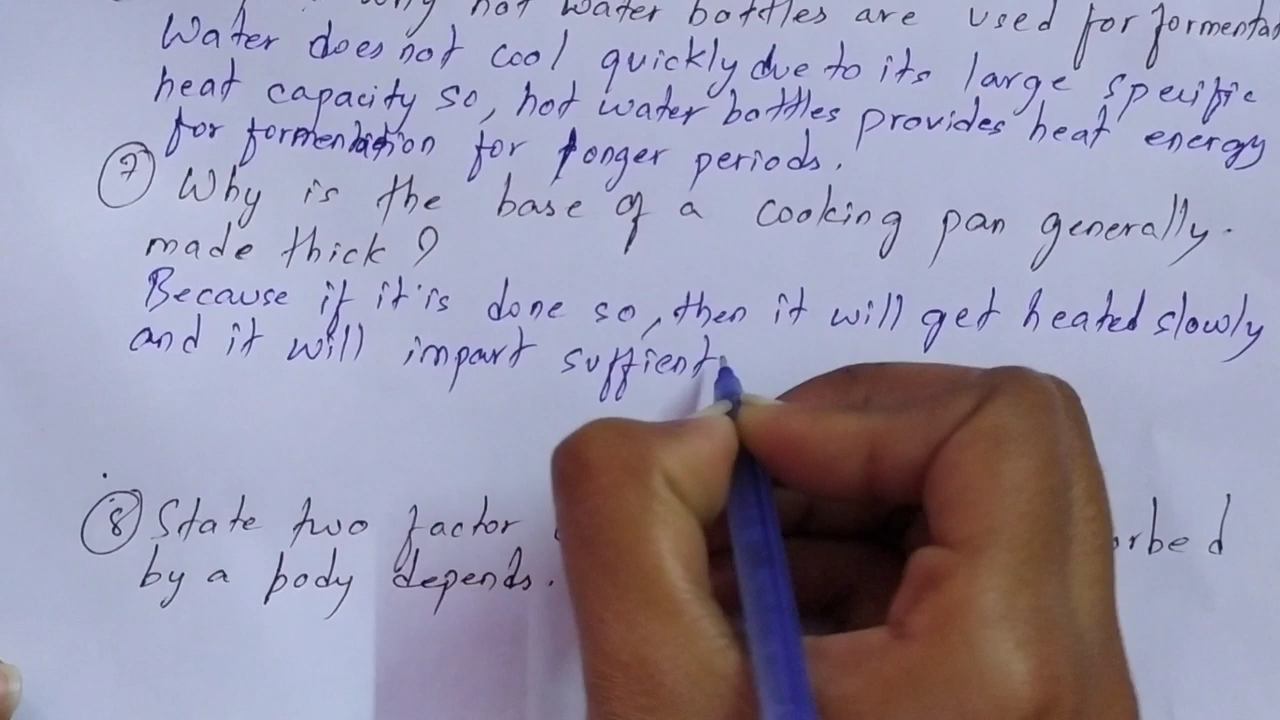 Why hot water bottles are used for formentation
Water does not cool quickly due to its large specific
heat capacity so, hot water bottles provides heat energy
for formentation for longer periods.
7 Why is the base of a cooking pan generally.
made thick?
Because if it is done so, then it will get heated slowly
and it will impart suffient
8 State two factor
by a body depends.